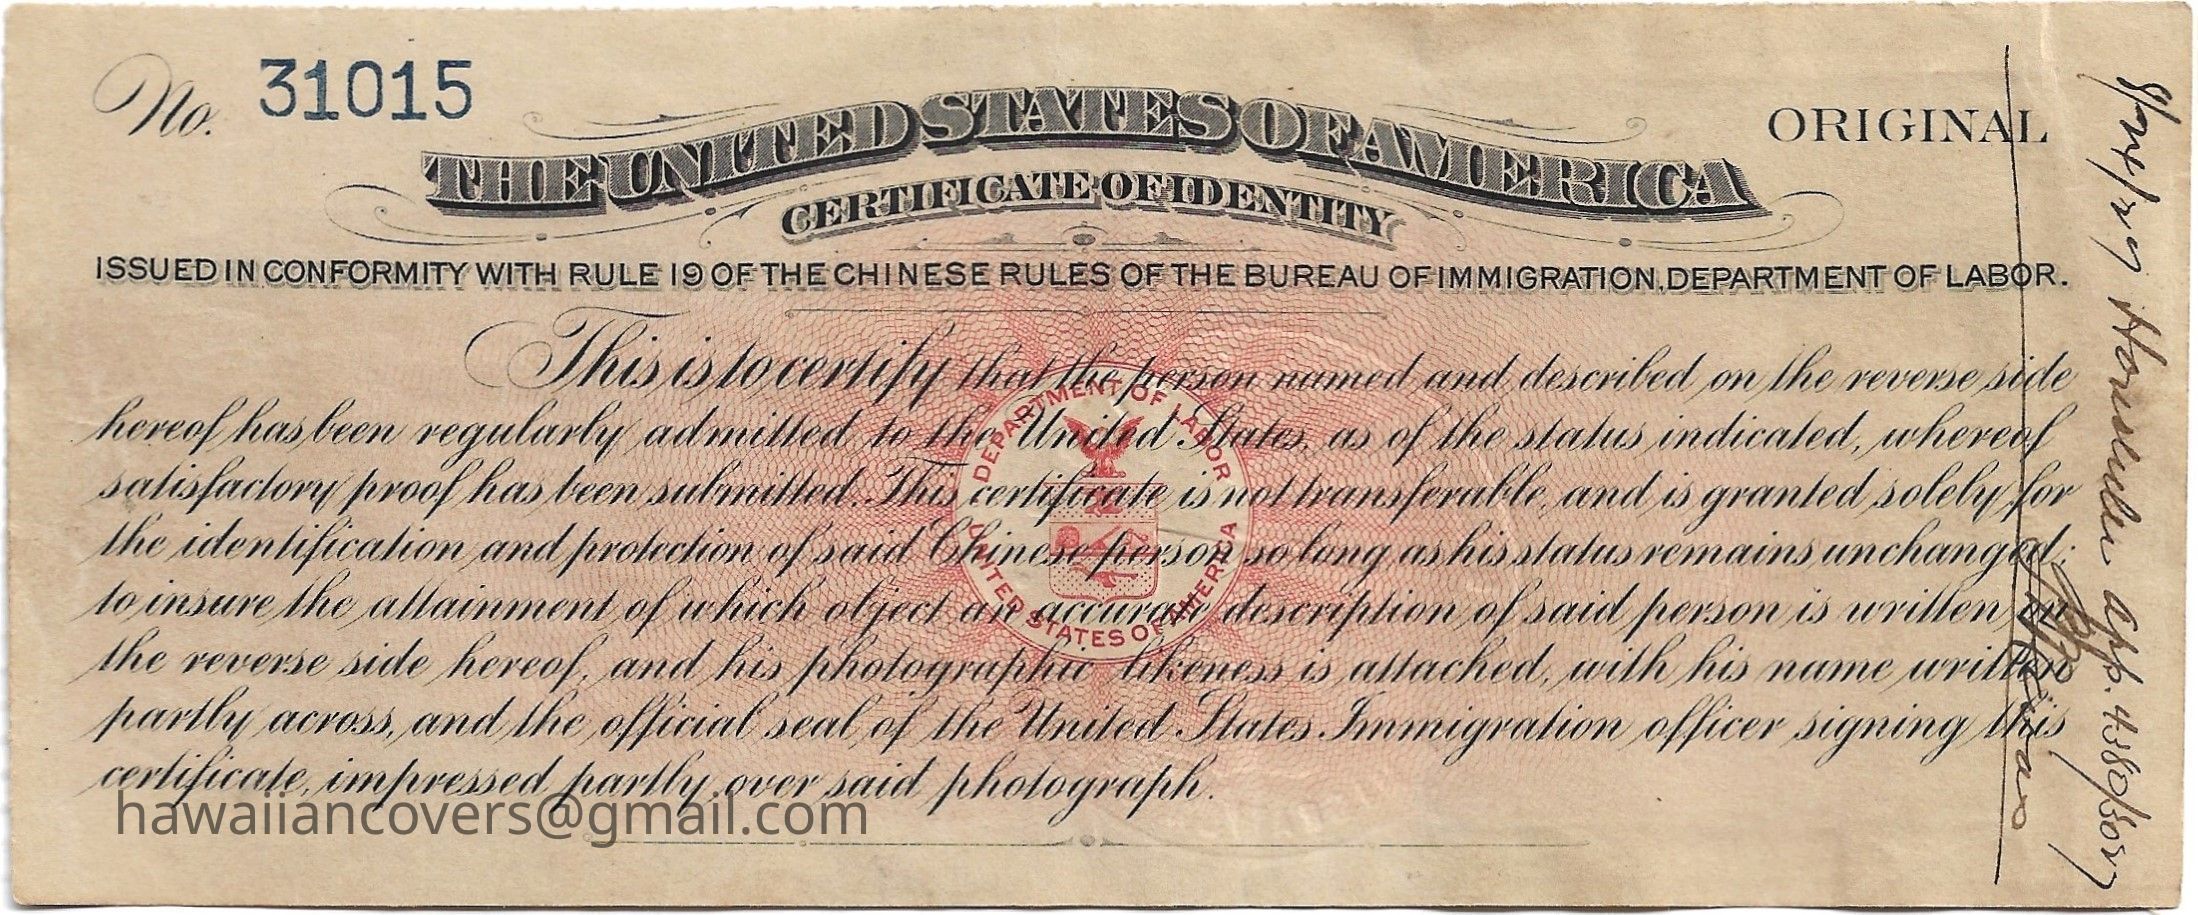 No. 31015
ORIGINAL
THE UNITED STATES OF AMERICA
CERTIFICATE OF IDENTITY
ISSUED IN CONFORMITY WITH RULE 19 OF THE CHINESE RULES OF THE BUREAU OF IMMIGRATION, DEPARTMENT OF LABOR.
This is to certify that the person named and described on the reverse side
hereof has been regularly admitted to the United States, as of the status indicated, whereof
satisfactory proof has been submitted. This certificate is not transferable, and is granted solely for
the identification and protection of said Chinese person so long as his status remains unchanged;
to insure the attainment of which object an accurate description of said person is written on
the reverse side hereof, and his photographic likeness is attached, with his name written
partly across, and the official seal of the United States Immigration officer signing this
certificate, impressed partly over said photograph.
DEPARTMENT OF LABOR
UNITED STATES OF AMERICA
hawaiiancovers@gmail.com
Honolulu